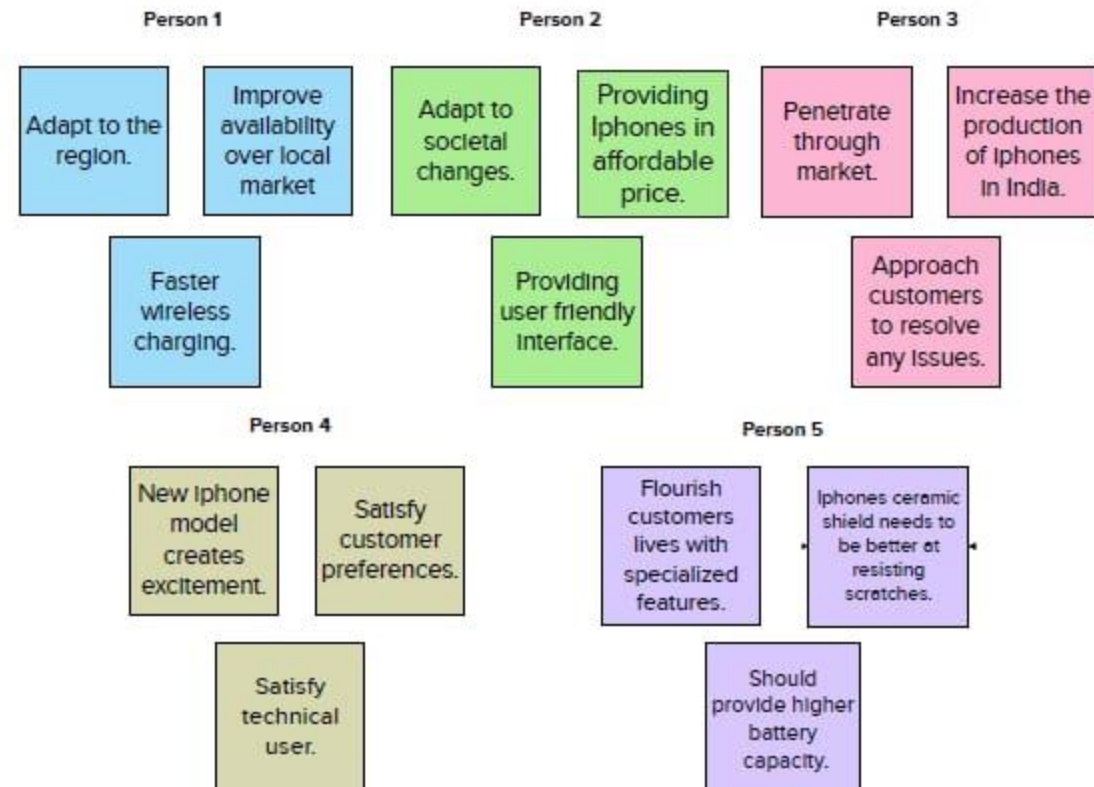 Person 1
Adapt to the
region.
Improve
availability
over local
market
Faster
wireless
charging.
Person 2
Adapt to
societal
changes.
Providing
Iphones in
affordable
price.
Providing
user friendly
interface.
Person 3
Penetrate
through
market.
Increase the
production
of Iphones
in India.
Approach
customers
to resolve
any issues.
Person 4
New iphone
model
creates
excitement.
Satisfy
customer
preferences.
Satisfy
technical
user.
Person 5
Flourish
customers
lives with
specialized
features.
Iphones ceramic
shield needs to
be better at
resisting
scratches.
Should
provide higher
battery
capacity.